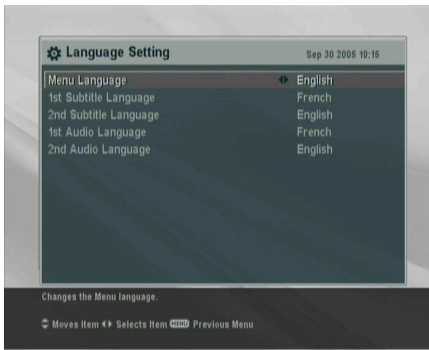 Language Setting
Sep 30 2005 10:16
Menu Language English
1st Subtitle Language French
2nd Subtitle Language English
1st Audio Language French
2nd Audio Language English
Changes the Menu language.
Moves Item Selects Item MENU Previous Menu